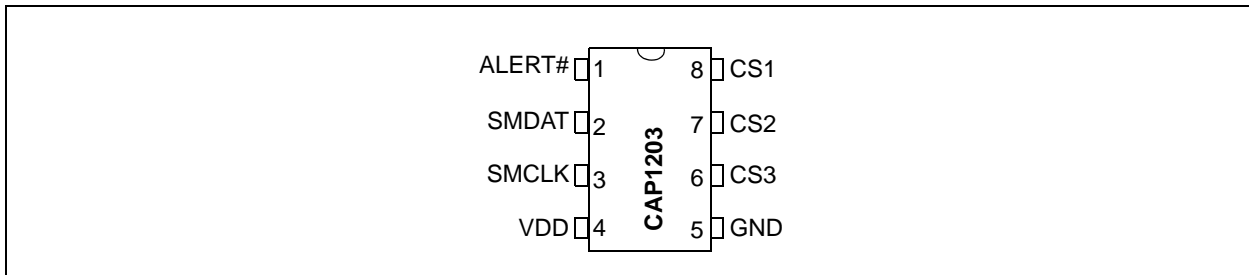 ALERT# 1 8 CS1
SMDAT 2 7 CS2
SMCLK 3 6 CS3
VDD 4 5 GND
CAP1203